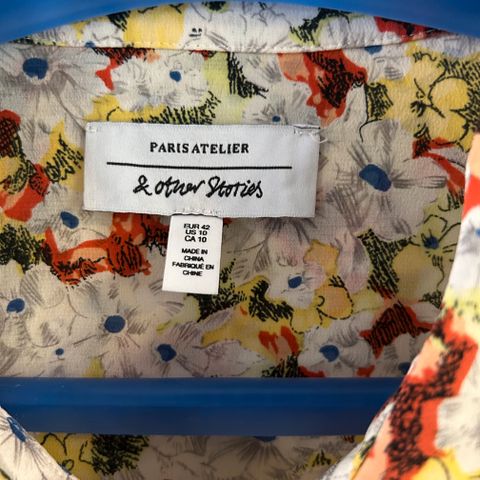 PARIS ATELIER
& other Stories
EUR 42
US 10
CA 10
MADE IN
CHINA
FABRIQUÉ EN
CHINE